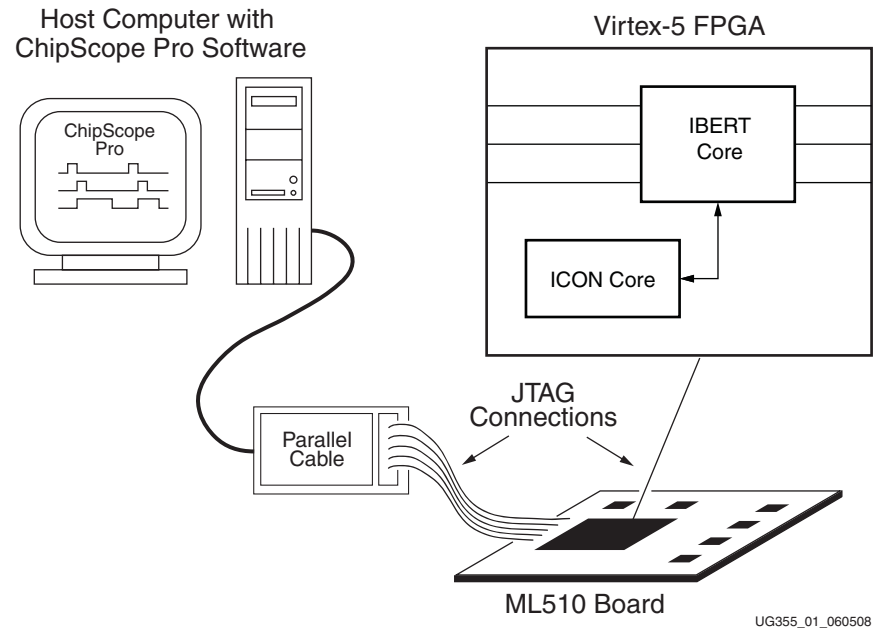 Host Computer with
ChipScope Pro Software
Virtex-5 FPGA
ChipScope
Pro
IBERT
Core
ICON Core
JTAG
Connections
Parallel
Cable
ML510 Board
UG355_01_060508